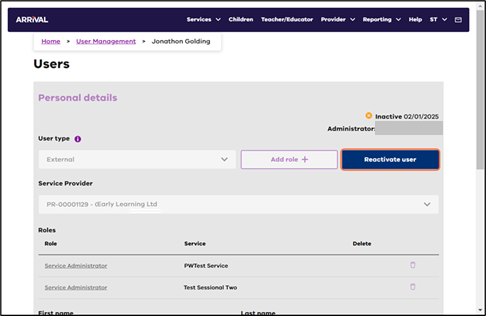 ARRIVAL Services Children Teacher/Educator Provider Reporting Help ST
Home > User Management > Jonathon Golding
Users
Personal details
Inactive 02/01/2025
Administrator:
User type
External Add role + Reactivate user
Service Provider
PR-00001129 - Œarly Learning Ltd
Roles
Role Service Delete
Service Administrator PWTest Service
Service Administrator Test Sessional Two
First name Last name